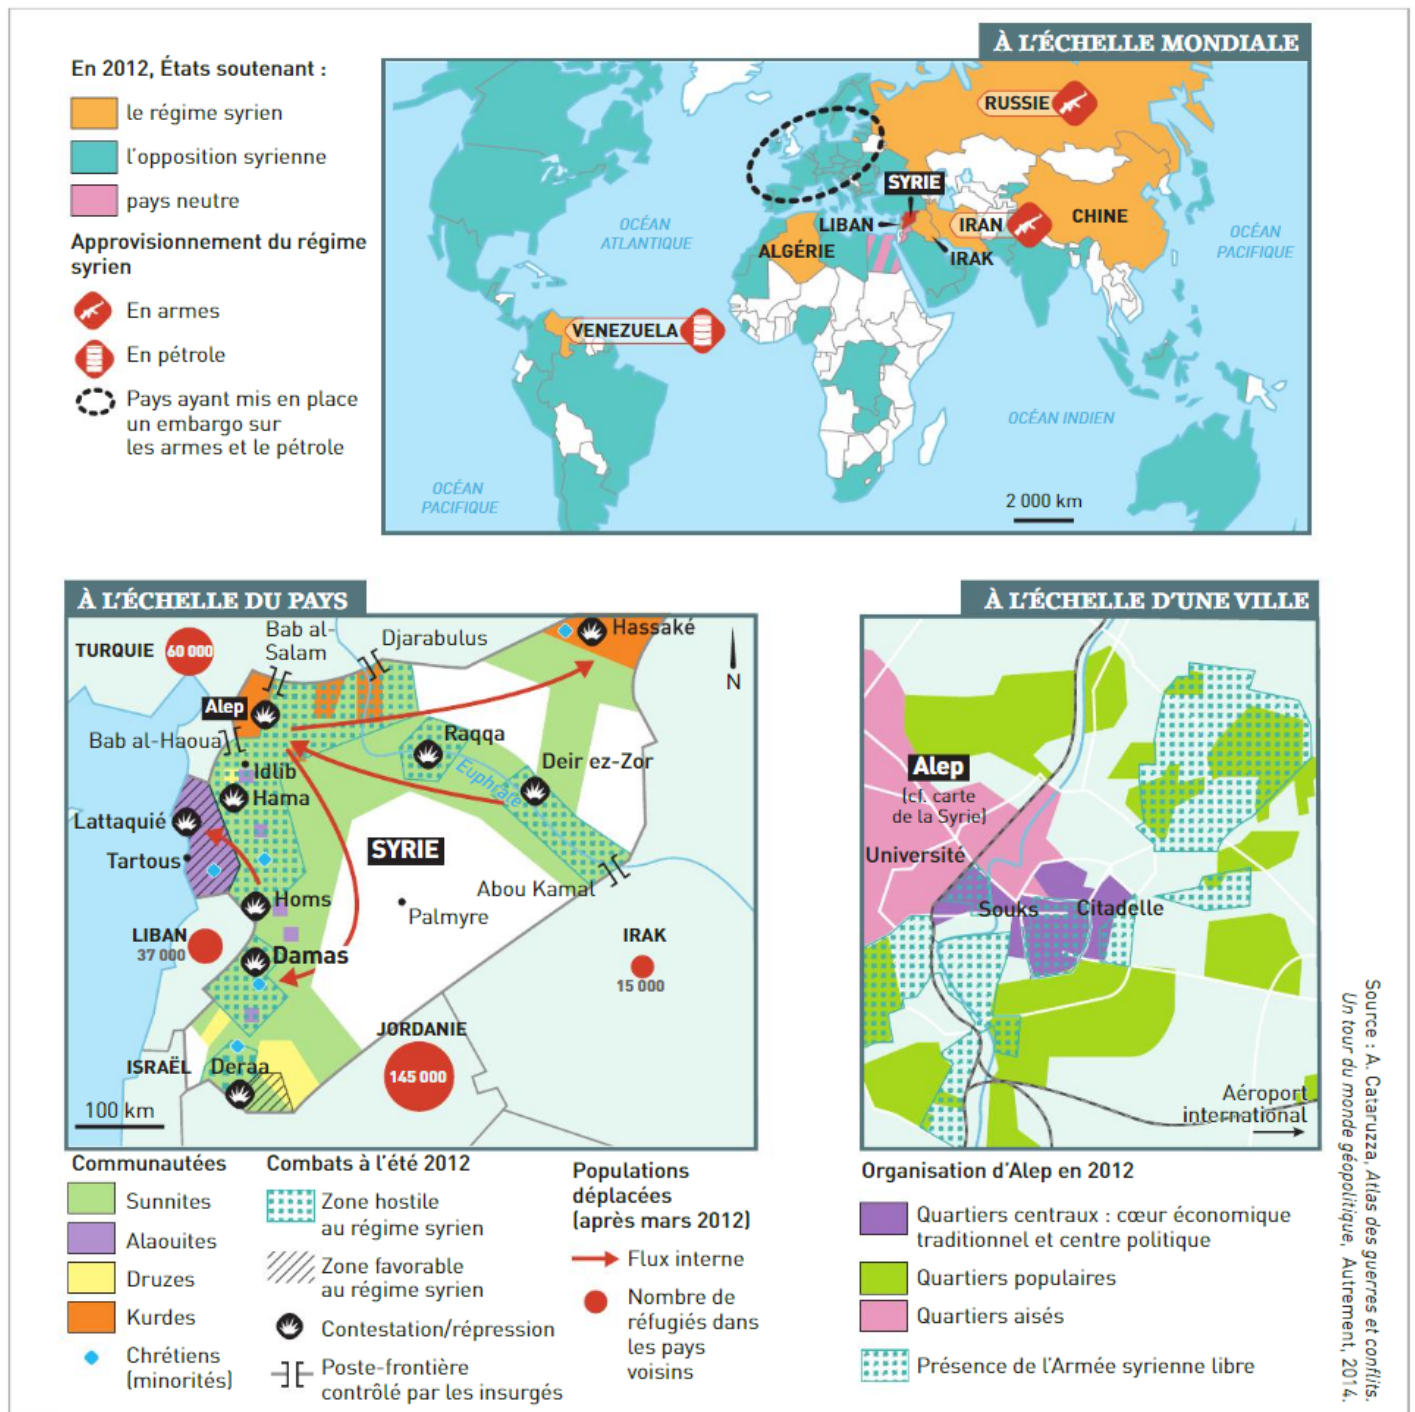 À L'ÉCHELLE MONDIALE
En 2012, États soutenant :
le régime syrien
l'opposition syrienne
pays neutre
Approvisionnement du régime
syrien
En armes
En pétrole
Pays ayant mis en place
un embargo sur
les armes et le pétrole
RUSSIE
SYRIE
LIBAN
IRAN
CHINE
ALGÉRIE
IRAK
VENEZUELA
OCÉAN
ATLANTIQUE
OCÉAN
PACIFIQUE
OCÉAN INDIEN
OCÉAN
PACIFIQUE
2 000 km
À L'ÉCHELLE DU PAYS
TURQUIE
60 000
Bab al-
Salam
Djarabulus
Hassaké
N
Alep
Bab al-Haoua
Raqqa
Idlib
Deir ez-Zor
Euphrate
Hama
Lattaquié
SYRIE
Tartous
Abou Kamal
Homs
Palmyre
LIBAN
37 000
Damas
IRAK
15 000
JORDANIE
145 000
ISRAËL
Deraa
100 km
Communautées
Sunnites
Alaouites
Druzes
Kurdes
Chrétiens
(minorités)
Combats à l'été 2012
Zone hostile
au régime syrien
Zone favorable
au régime syrien
Contestation/répression
Poste-frontière
contrôlé par les insurgés
Populations
déplacées
(après mars 2012)
Flux interne
Nombre de
réfugiés dans
les pays
voisins
À L'ÉCHELLE D'UNE VILLE
Alep
(cf. carte
de la Syrie)
Université
Souks
Citadelle
Aéroport
international
Organisation d'Alep en 2012
Quartiers centraux : cœur économique
traditionnel et centre politique
Quartiers populaires
Quartiers aisés
Présence de l'Armée syrienne libre
Source : A. Cataruzza, Atlas des guerres et conflits.
Un tour du monde géopolitique, Autrement, 2014.